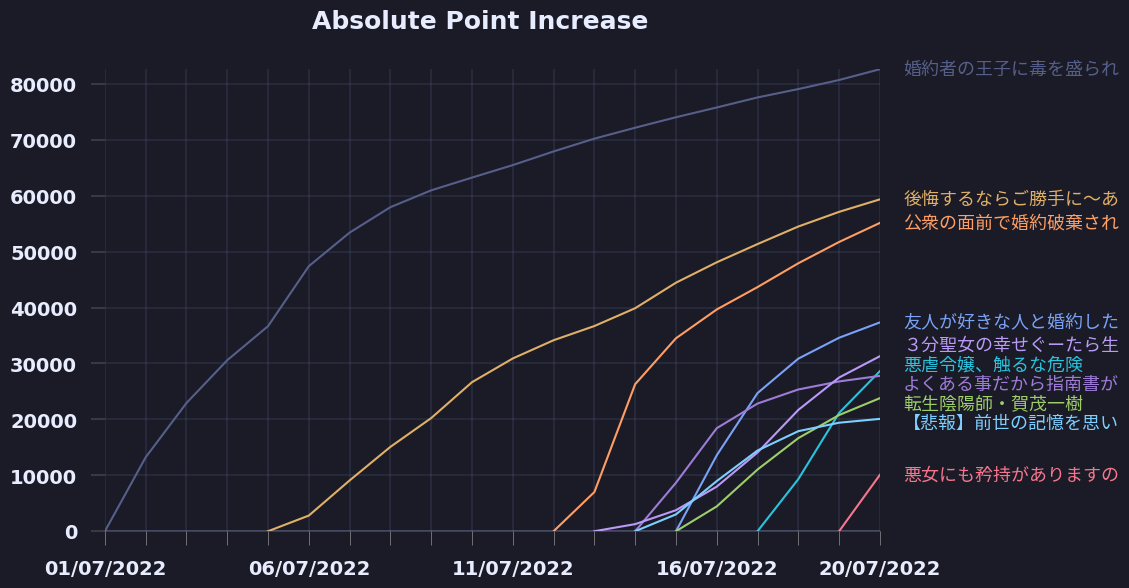 Absolute Point Increase
80000
70000
60000
50000
40000
30000
20000
10000
0
01/07/2022
06/07/2022
11/07/2022
16/07/2022
20/07/2022
婚約者の王子に毒を盛られ
後悔するならご勝手に～あ
公衆の面前で婚約破棄され
友人が好きな人と婚約した
３分聖女の幸せぐーたら生
悪虐令嬢、触るな危険
よくある事だから指南書が
転生陰陽師・賀茂一樹
【悲報】前世の記憶を思い
悪女にも矜持がありますの